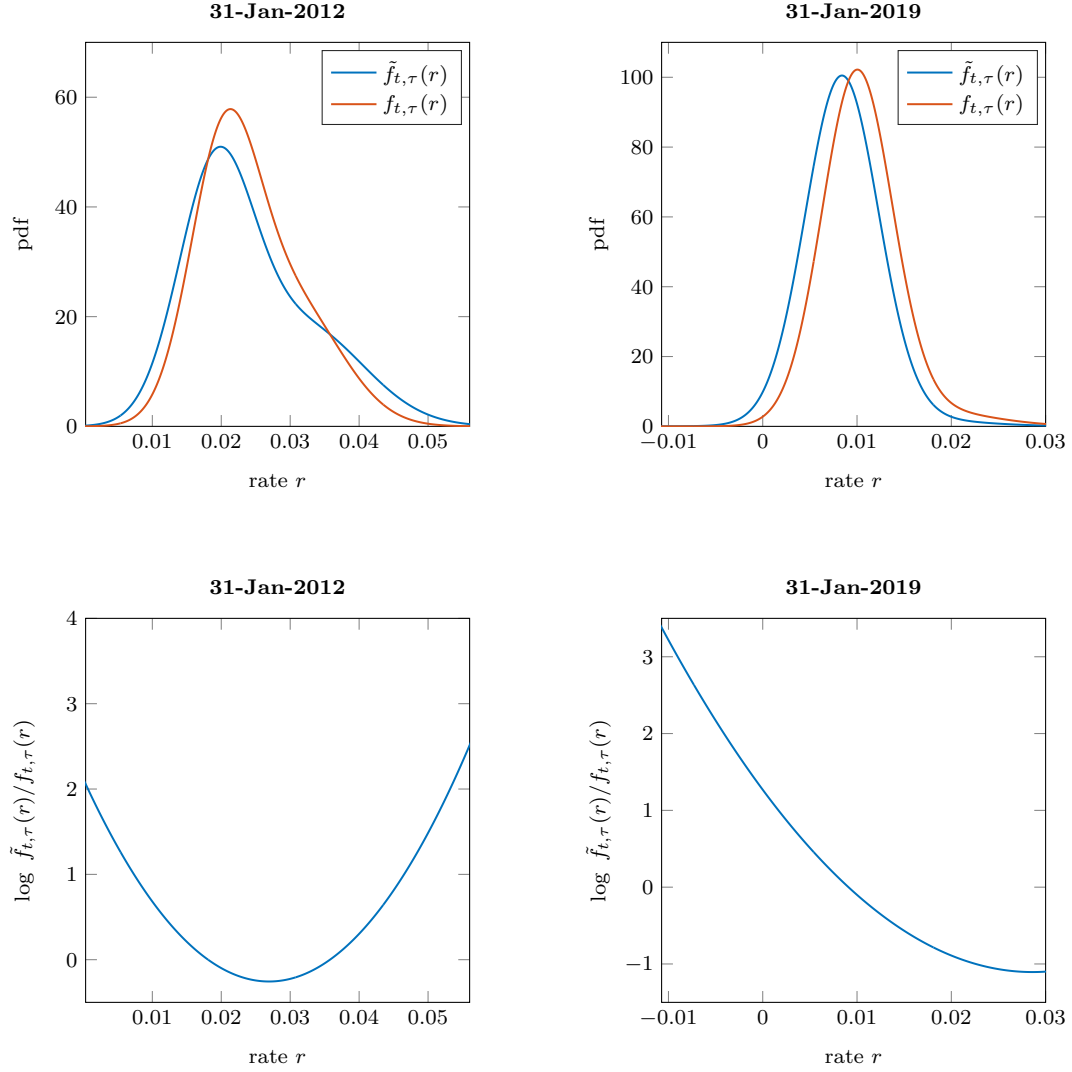 31-Jan-2012
60
40
20
0
0.01 0.02 0.03 0.04 0.05
pdf
rate r
f̃t,τ(r)
ft,τ(r)
31-Jan-2019
100
80
60
40
20
0
−0.01 0 0.01 0.02 0.03
pdf
rate r
f̃t,τ(r)
ft,τ(r)
31-Jan-2012
4
3
2
1
0
0.01 0.02 0.03 0.04 0.05
log f̃t,τ(r)/ft,τ(r)
rate r
31-Jan-2019
3
2
1
0
−1
−0.01 0 0.01 0.02 0.03
log f̃t,τ(r)/ft,τ(r)
rate r